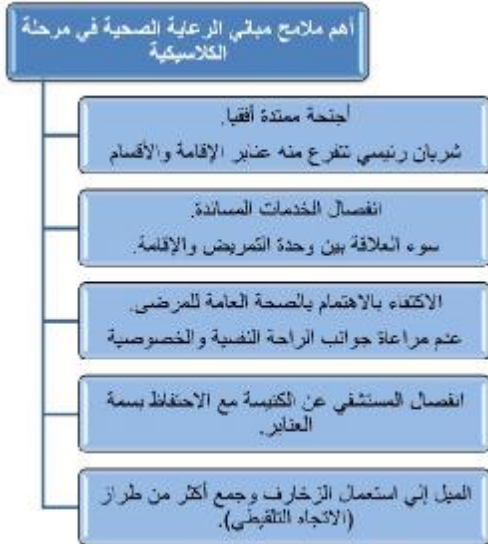 أهم ملامح مباني الرعاية الصحية في مرحلة
الكلاسيكية
أجنحة ممتدة أفقيا.
شريان رئيسي تتفرع منه عنابر الإقامة والأقسام
انفصال الخدمات المساندة.
سوء العلاقة بين وحدة التمريض والإقامة.
الاكتفاء بالاهتمام بالصحة العامة للمرضى.
عدم مراعاة جوانب الراحة النفسية والخصوصية
انفصال المستشفي عن الكنيسة مع الاحتفاظ بسمة
العنابر.
الميل إلي استعمال الزخارف وجمع أكثر من طراز
(الاتجاه التلقيطي).